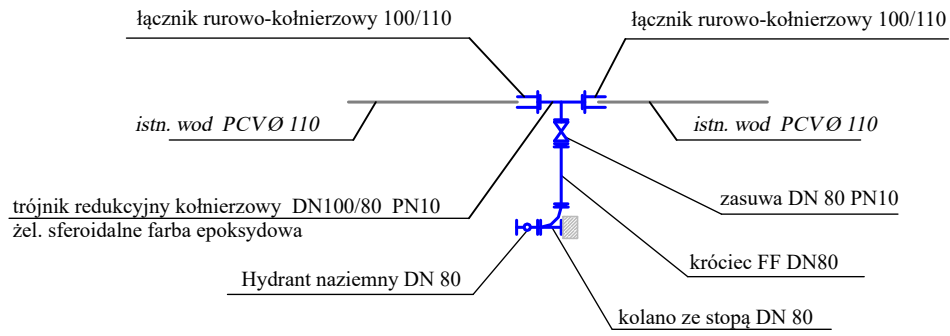 łącznik rurowo-kołnierzowy 100/110
łącznik rurowo-kołnierzowy 100/110
istn. wod PCVØ 110
istn. wod PCVØ 110
trójnik redukcyjny kołnierzowy DN100/80 PN10
żel. sferoidalne farba epoksydowa
zasuwa DN 80 PN10
Hydrant naziemny DN 80
króciec FF DN80
kolano ze stopą DN 80